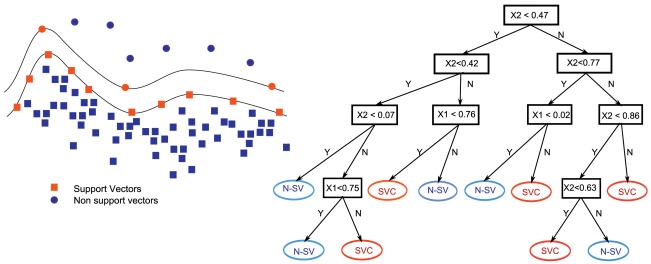 X2 < 0.47
Y
N
X2<0.42
X2<0.77
Y
N
Y
N
X2 < 0.07
X1 < 0.76
X1 < 0.02
X2 < 0.86
Y
N
Y
N
Y
N
Y
N
N-SV
X1<0.75
SVC
N-SV
N-SV
SVC
X2<0.63
SVC
Y
N
Y
N
N-SV
SVC
SVC
N-SV
Support Vectors
Non support vectors